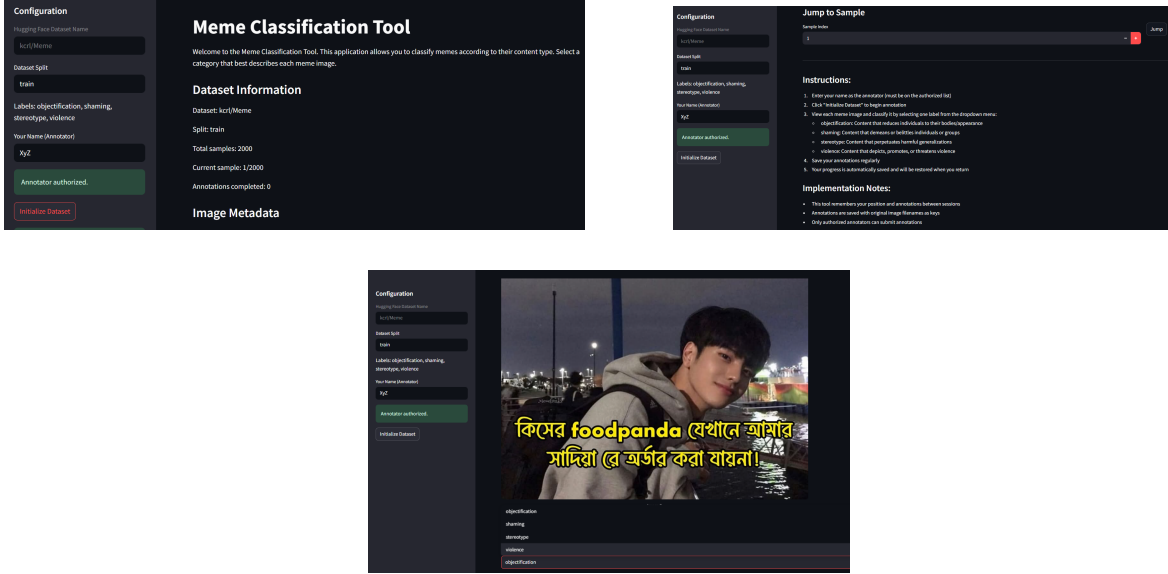 Configuration
Hugging Face Dataset Name
kcrl/Meme
Dataset Split
train
Labels: objectification, shaming,
stereotype, violence
Your Name (Annotator)
XyZ
Annotator authorized.
Initialize Dataset
Meme Classification Tool
Welcome to the Meme Classification Tool. This application allows you to classify memes according to their content type. Select a
category that best describes each meme image.
Dataset Information
Dataset: kcrl/Meme
Split: train
Total samples: 2000
Current sample: 1/2000
Annotations completed: 0
Image Metadata
Configuration
Hugging Face Dataset Name
kcrl/Meme
Dataset Split
train
Labels: objectification, shaming,
stereotype, violence
Your Name (Annotator)
XyZ
Annotator authorized.
Initialize Dataset
Jump to Sample
Sample Index
1
- +
Jump
Instructions:
1. Enter your name as the annotator (must be on the authorized list)
2. Click "Initialize Dataset" to begin annotation
3. View each meme image and classify it by selecting one label from the dropdown menu:
objectification: Content that reduces individuals to their bodies/appearance
shaming: Content that demeans or belittles individuals or groups
stereotype: Content that perpetuates harmful generalizations
violence: Content that depicts, promotes, or threatens violence
4. Save your annotations regularly
5. Your progress is automatically saved and will be restored when you return
Implementation Notes:
• This tool remembers your position and annotations between sessions
• Annotations are saved with original image filenames as keys
• Only authorized annotators can submit annotations
Configuration
Hugging Face Dataset Name
kcrl/Meme
Dataset Split
train
Labels: objectification, shaming,
stereotype, violence
Your Name (Annotator)
XyZ
Annotator authorized.
Initialize Dataset
কিসের foodpanda যেখানে আমার
সাদিয়া রে অর্ডার করা যায়না!
objectification
shaming
stereotype
violence
objectification